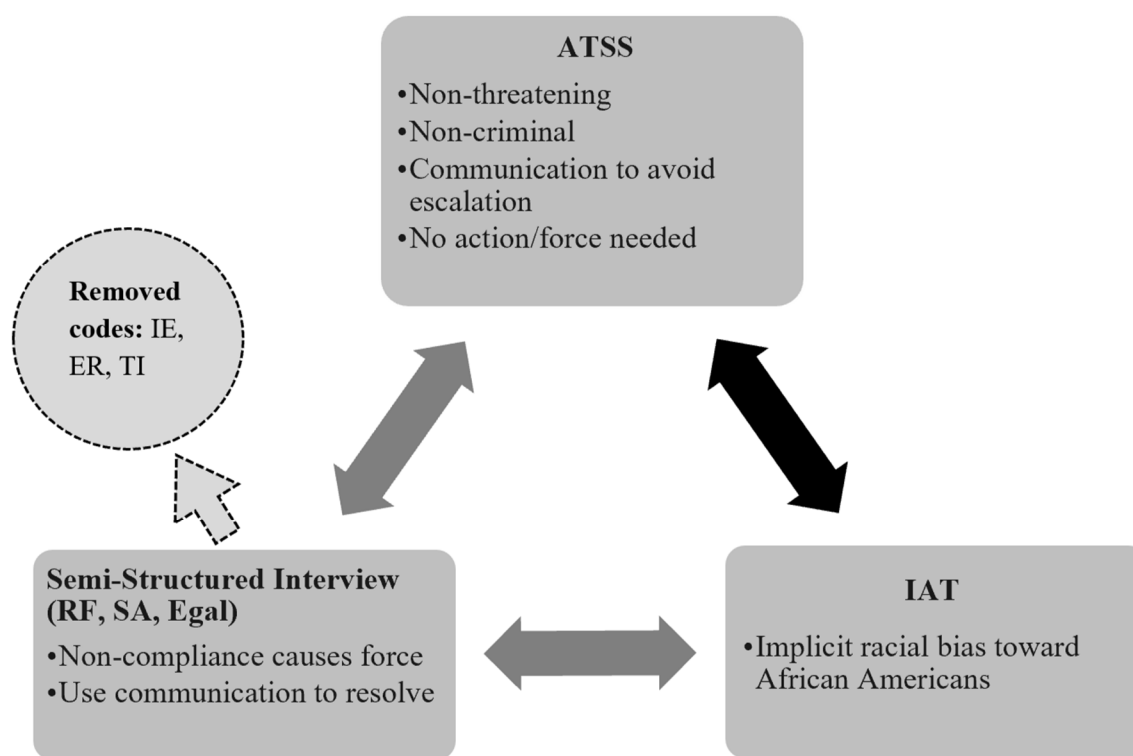 ATSS
•Non-threatening
•Non-criminal
•Communication to avoid
escalation
•No action/force needed
Removed
codes: IE,
ER, TI
Semi-Structured Interview
(RF, SA, Egal)
•Non-compliance causes force
•Use communication to resolve
IAT
•Implicit racial bias toward
African Americans